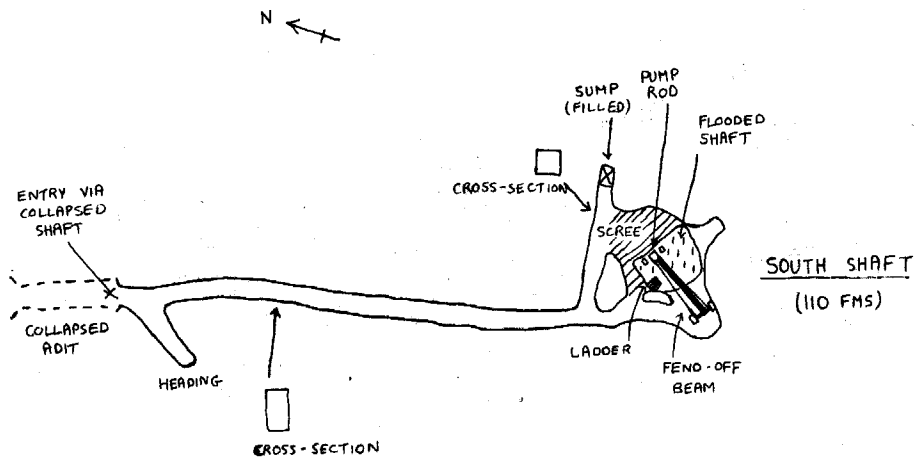 N
PUMP
ROD
SUMP
(FILLED)
FLOODED
SHAFT
CROSS-SECTION
ENTRY VIA
COLLAPSED
SHAFT
SCREE
SOUTH SHAFT
(110 FMS)
COLLAPSED
ADIT
LADDER
FEND-OFF
BEAM
HEADING
CROSS-SECTION